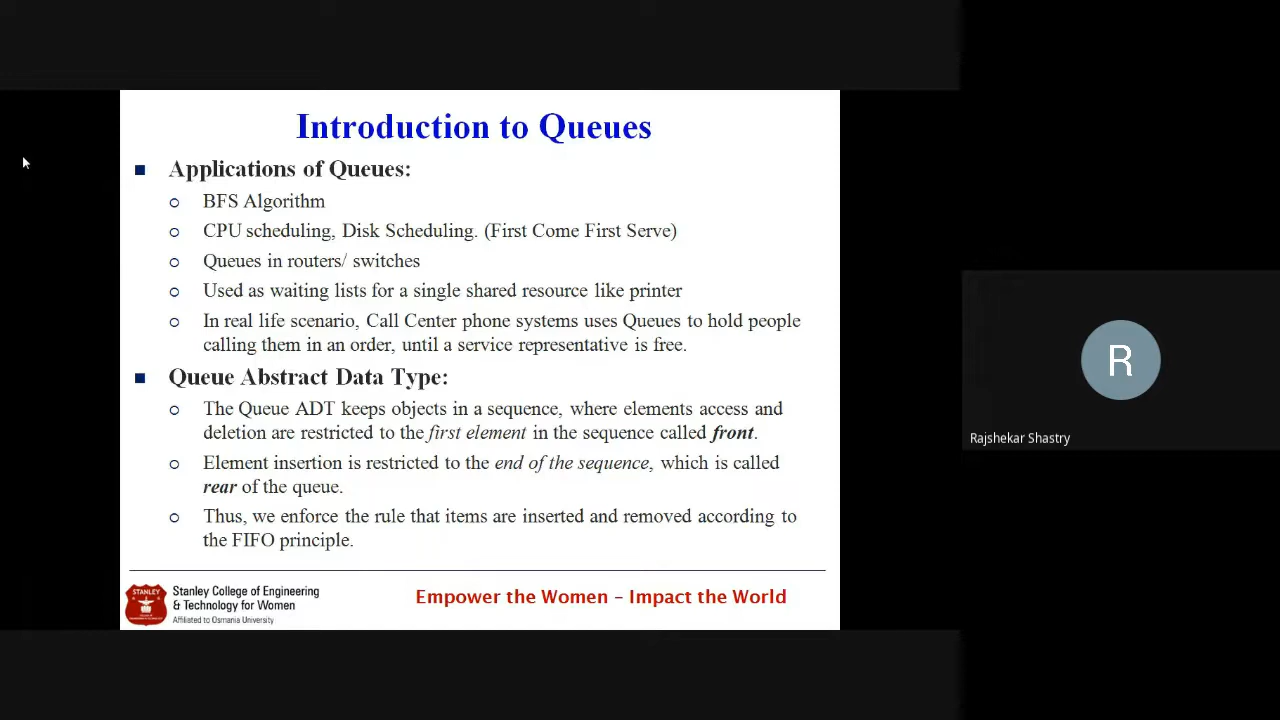 Introduction to Queues
Applications of Queues:
BFS Algorithm
CPU scheduling, Disk Scheduling. (First Come First Serve)
Queues in routers/ switches
Used as waiting lists for a single shared resource like printer
In real life scenario, Call Center phone systems uses Queues to hold people
calling them in an order, until a service representative is free.
Queue Abstract Data Type:
The Queue ADT keeps objects in a sequence, where elements access and
deletion are restricted to the first element in the sequence called front.
Element insertion is restricted to the end of the sequence, which is called
rear of the queue.
Thus, we enforce the rule that items are inserted and removed according to
the FIFO principle.
STANLEY
Stanley College of Engineering
& Technology for Women
Affiliated to Osmania University
Empower the Women – Impact the World
R
Rajshekar Shastry